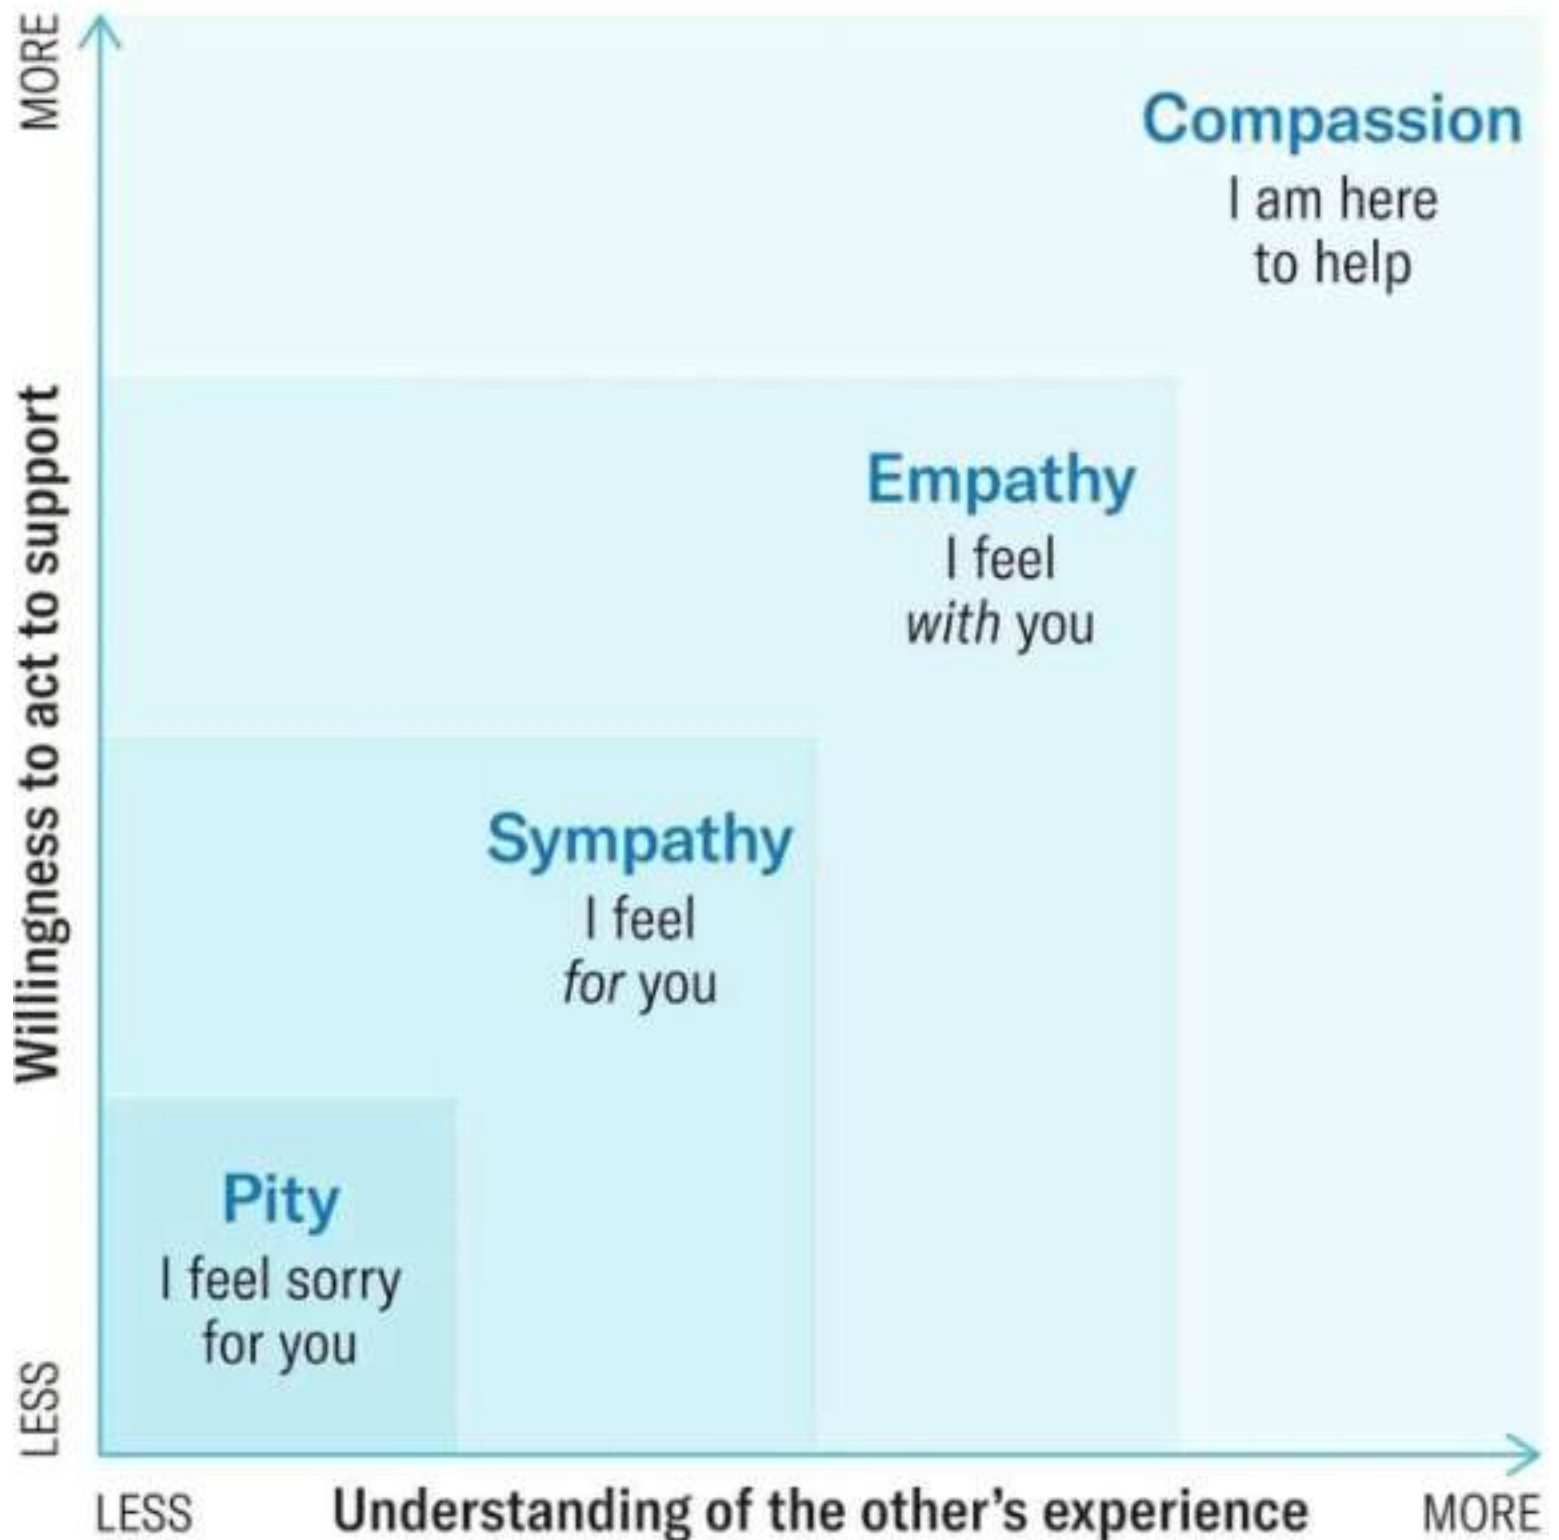 MORE
Compassion
I am here
to help
Empathy
I feel
with you
Willingness to act to support
Sympathy
I feel
for you
Pity
I feel sorry
for you
LESS
LESS
Understanding of the other’s experience
MORE